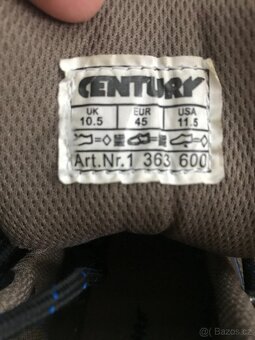 CENTURY
UK EUR USA
10.5 45 11.5
Art.Nr.1 363 600
Bazos.cz